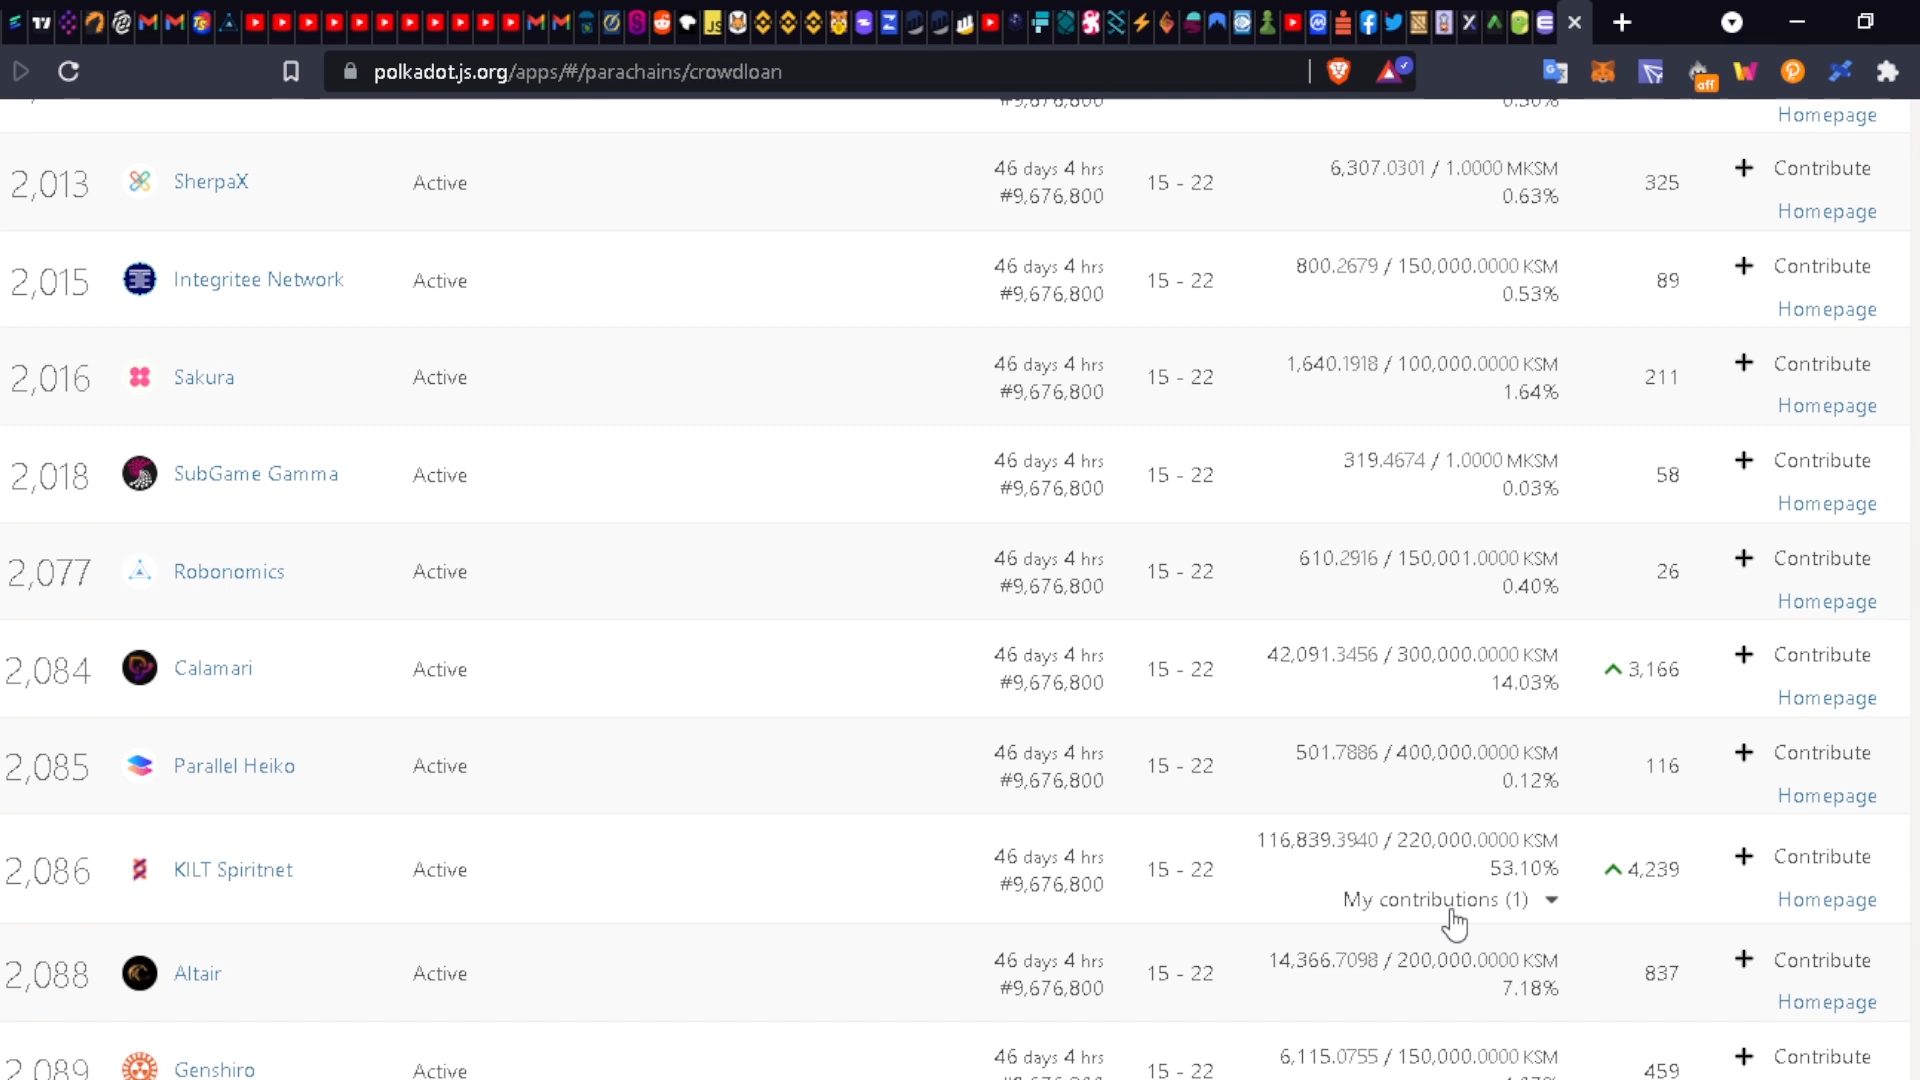 polkadot.js.org/apps/#/parachains/crowdloan
off
#9,676,800 0.30%
Homepage
2,013 SherpaX Active 46 days 4 hrs 15 - 22 6,307.0301 / 1.0000 MKSM 325 + Contribute
#9,676,800 0.63%
Homepage
2,015 Integritee Network Active 46 days 4 hrs 15 - 22 800.2679 / 150,000.0000 KSM 89 + Contribute
#9,676,800 0.53%
Homepage
2,016 Sakura Active 46 days 4 hrs 15 - 22 1,640.1918 / 100,000.0000 KSM 211 + Contribute
#9,676,800 1.64%
Homepage
2,018 SubGame Gamma Active 46 days 4 hrs 15 - 22 319.4674 / 1.0000 MKSM 58 + Contribute
#9,676,800 0.03%
Homepage
2,077 Robonomics Active 46 days 4 hrs 15 - 22 610.2916 / 150,001.0000 KSM 26 + Contribute
#9,676,800 0.40%
Homepage
2,084 Calamari Active 46 days 4 hrs 15 - 22 42,091.3456 / 300,000.0000 KSM 3,166 + Contribute
#9,676,800 14.03%
Homepage
2,085 Parallel Heiko Active 46 days 4 hrs 15 - 22 501.7886 / 400,000.0000 KSM 116 + Contribute
#9,676,800 0.12%
Homepage
2,086 KILT Spiritnet Active 46 days 4 hrs 15 - 22 116,839.3940 / 220,000.0000 KSM 4,239 + Contribute
#9,676,800 53.10%
My contributions (1) Homepage
2,088 Altair Active 46 days 4 hrs 15 - 22 14,366.7098 / 200,000.0000 KSM 837 + Contribute
#9,676,800 7.18%
Homepage
2,089 Genshiro Active 46 days 4 hrs 15 - 22 6,115.0755 / 150,000.0000 KSM 459 + Contribute